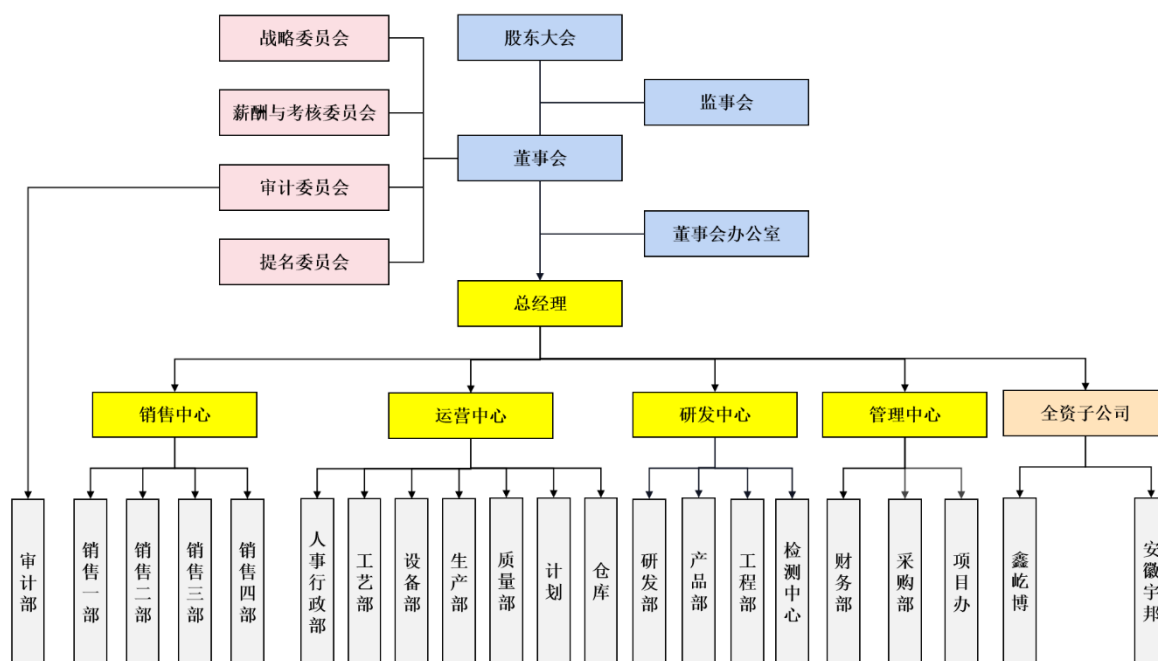 战略委员会
股东大会
监事会
薪酬与考核委员会
董事会
审计委员会
董事会办公室
提名委员会
总经理
销售中心
运营中心
研发中心
管理中心
全资子公司
审计部
销售一部
销售二部
销售三部
销售四部
人事行政部
工艺部
设备部
生产部
质量部
计划
仓库
研发部
产品部
工程部
检测中心
财务部
采购部
项目办
鑫屹博
安徽宇邦